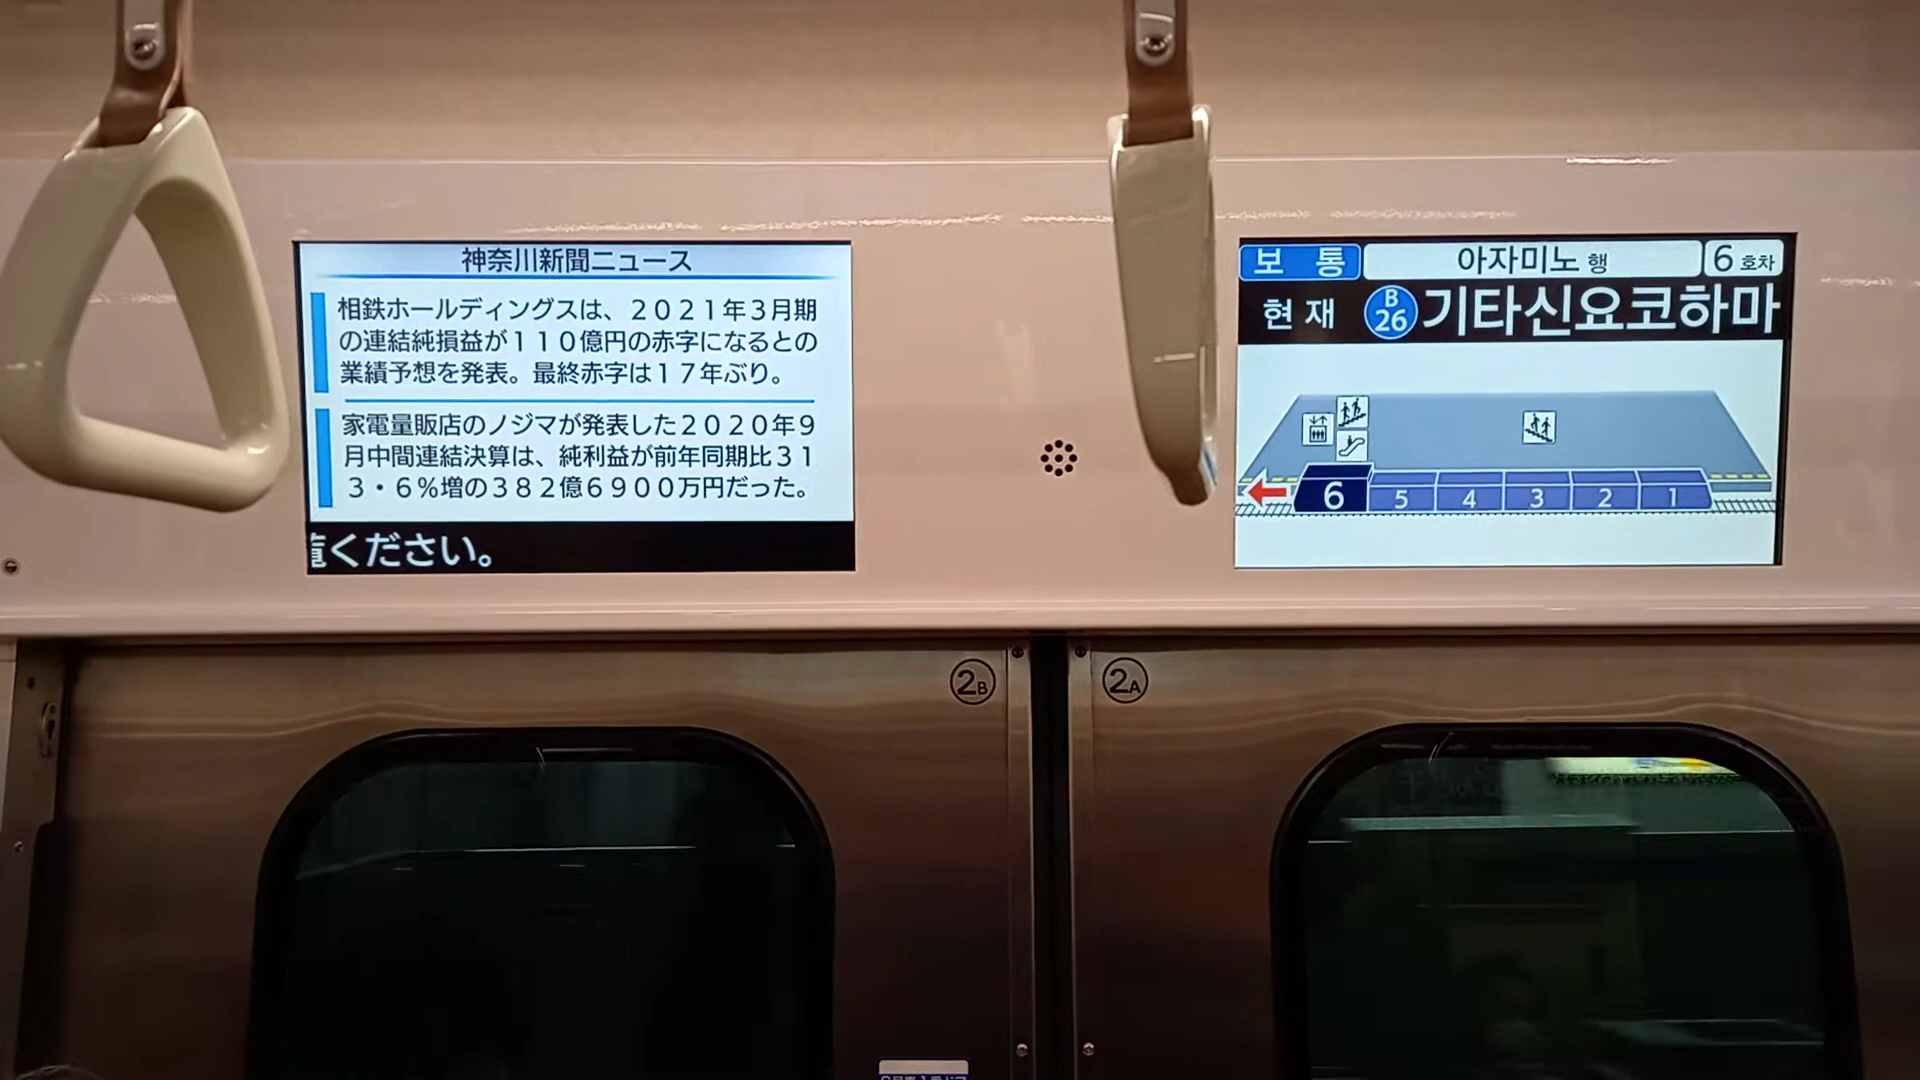 神奈川新聞ニュース
相鉄ホールディングスは、２０２１年３月期
の連結純損益が１１０億円の赤字になるとの
業績予想を発表。最終赤字は１７年ぶり。
家電量販店のノジマが発表した２０２０年９
月中間連結決算は、純利益が前年同期比３１
３・６％増の３８２億６９００万円だった。
覧ください。
보 통
아자미노 행
6 호차
현 재
B
26
기타신요코하마
6 5 4 3 2 1
2B
2A